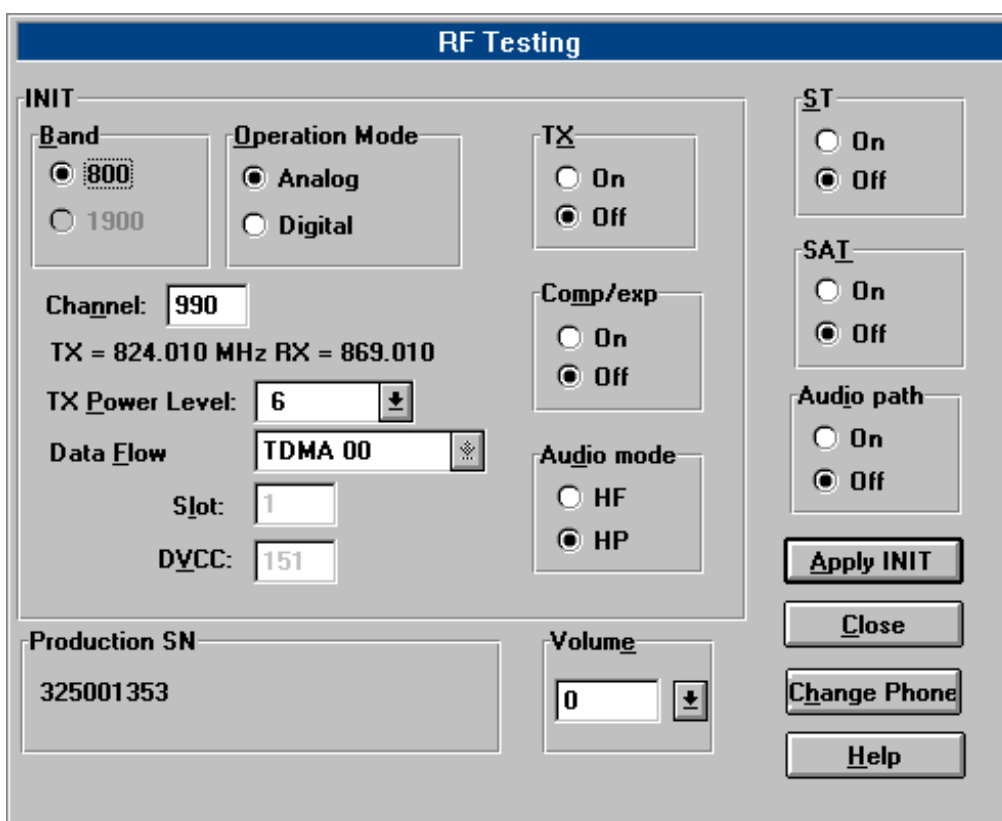 RF Testing
INIT
Band
800
1900
Operation Mode
Analog
Digital
TX
On
Off
Channel: 990
TX = 824.010 MHz RX = 869.010
TX Power Level: 6
Data Flow TDMA 00
Slot: 1
DVCC: 151
Comp/exp
On
Off
Audio mode
HF
HP
ST
On
Off
SAT
On
Off
Audio path
On
Off
Apply INIT
Close
Change Phone
Help
Production SN
325001353
Volume
0